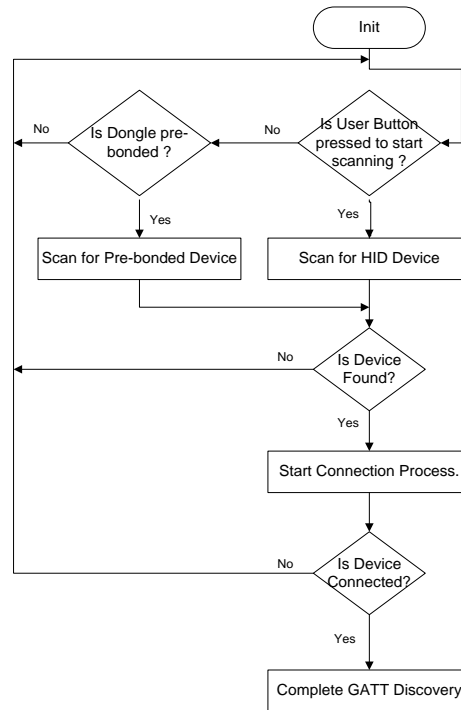 Init
Is User Button
pressed to start
scanning ?
No
Is Dongle pre-
bonded ?
No
Yes
Yes
Scan for Pre-bonded Device
Scan for HID Device
Is Device
Found?
No
Yes
Start Connection Process.
Is Device
Connected?
No
Yes
Complete GATT Discovery